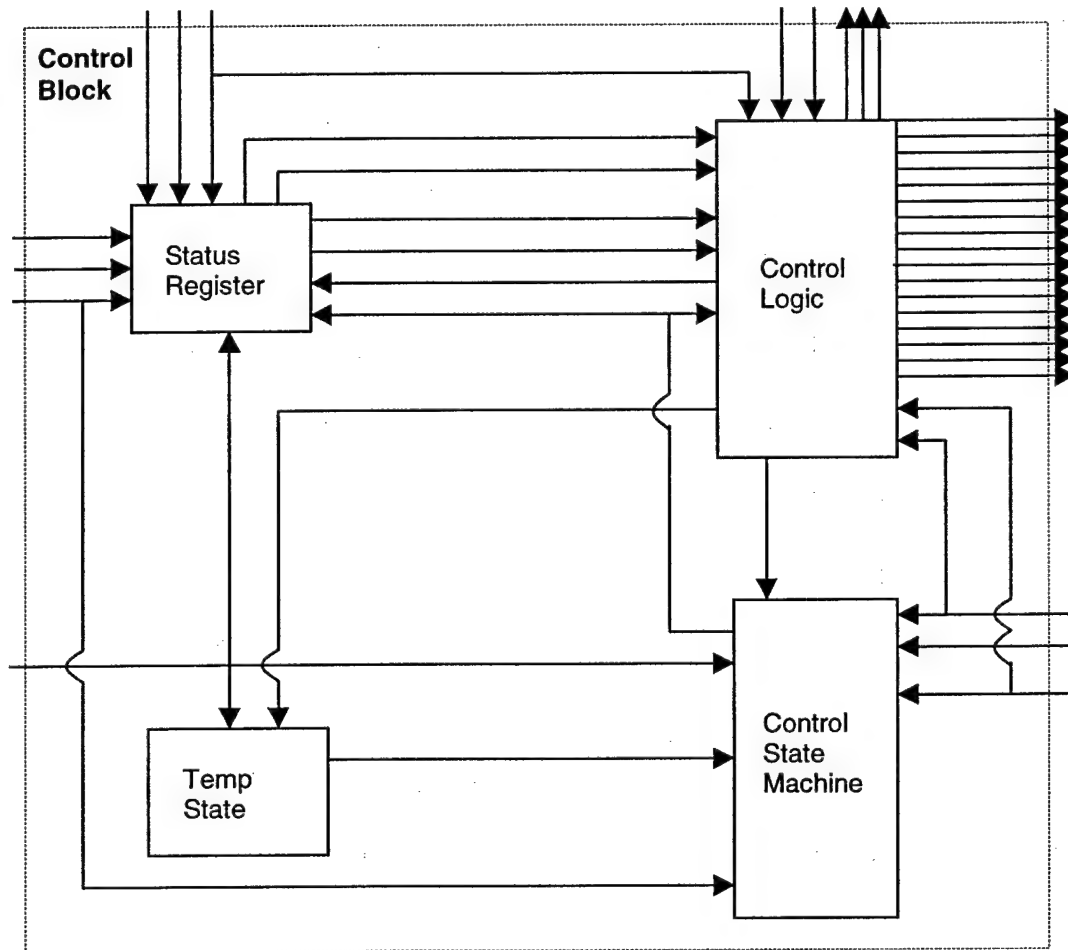 Control
Block
Status
Register
Control
Logic
Control
State
Machine
Temp
State